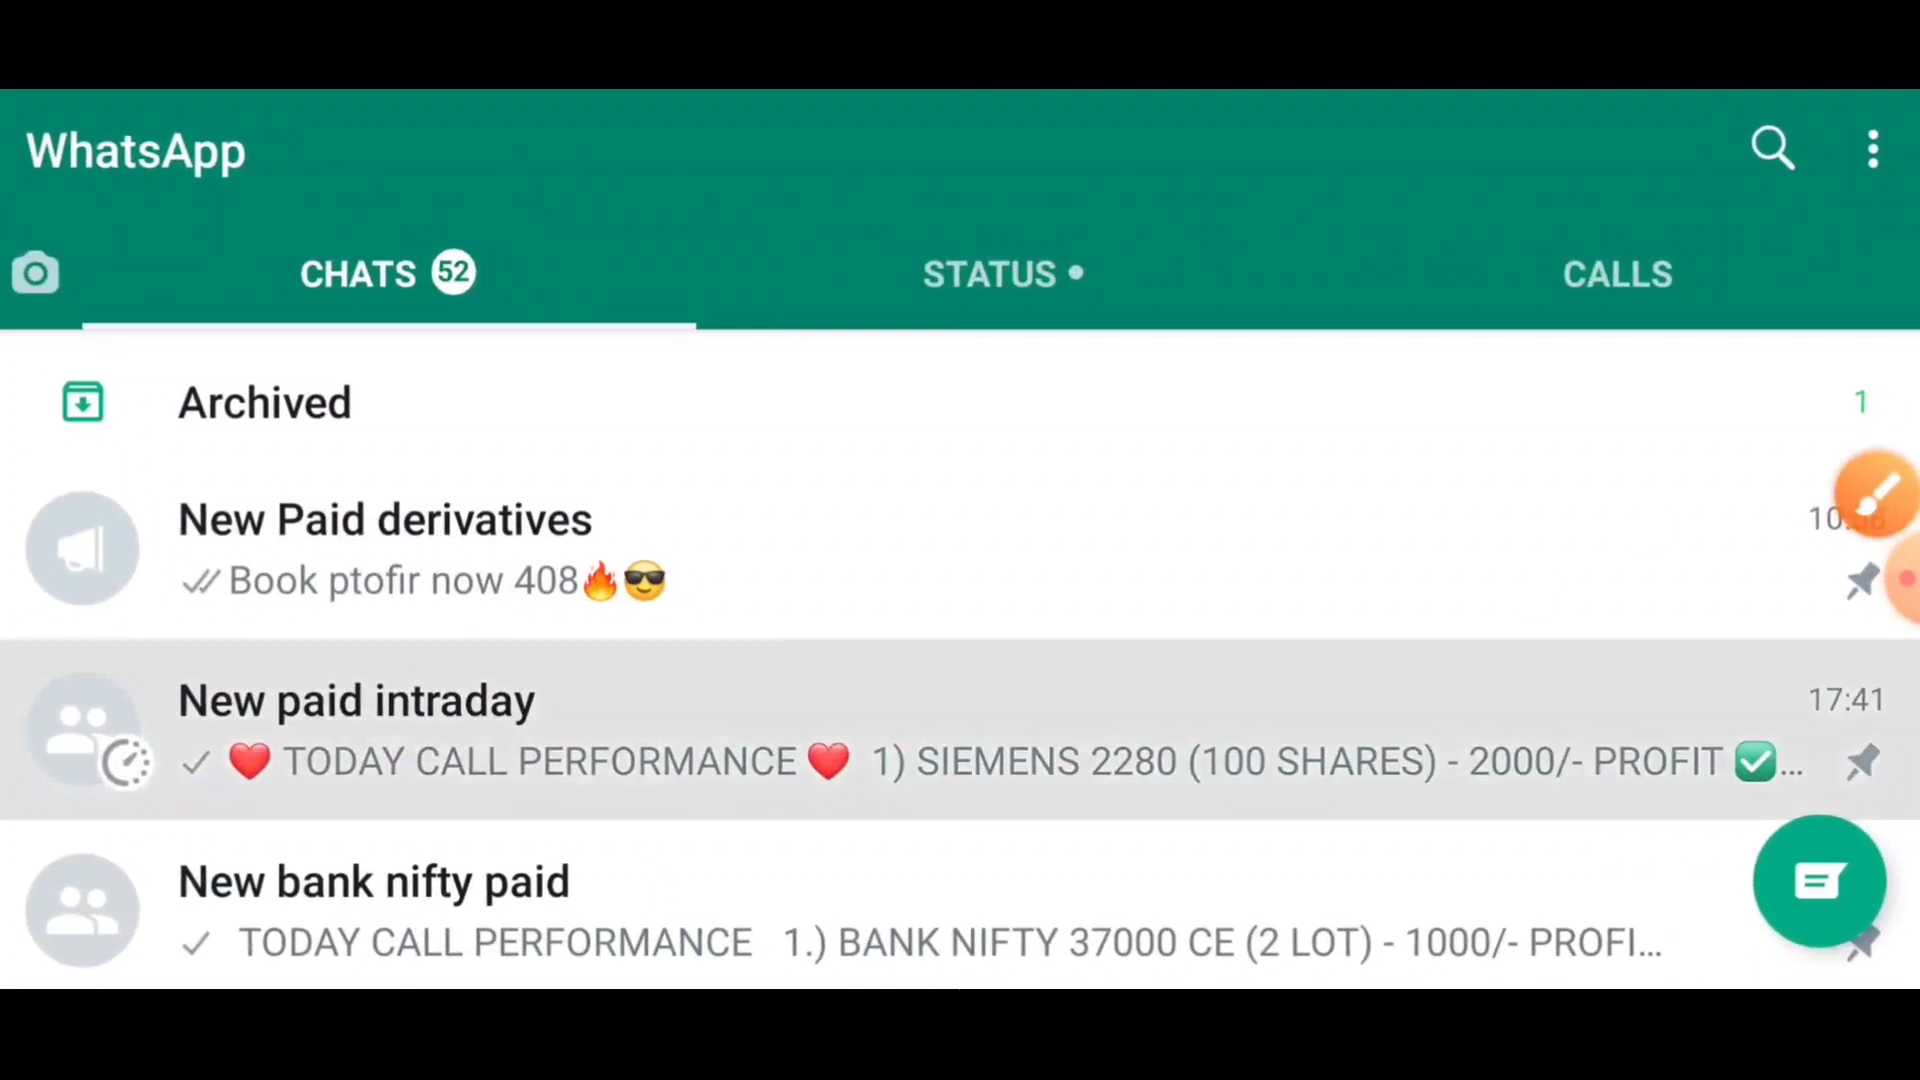 WhatsApp
CHATS 52 STATUS • CALLS
Archived 1
New Paid derivatives
Book ptofir now 408🔥😎
New paid intraday 17:41
❤️ TODAY CALL PERFORMANCE ❤️ 1) SIEMENS 2280 (100 SHARES) - 2000/- PROFIT ✅...
New bank nifty paid
TODAY CALL PERFORMANCE 1.) BANK NIFTY 37000 CE (2 LOT) - 1000/- PROFI...